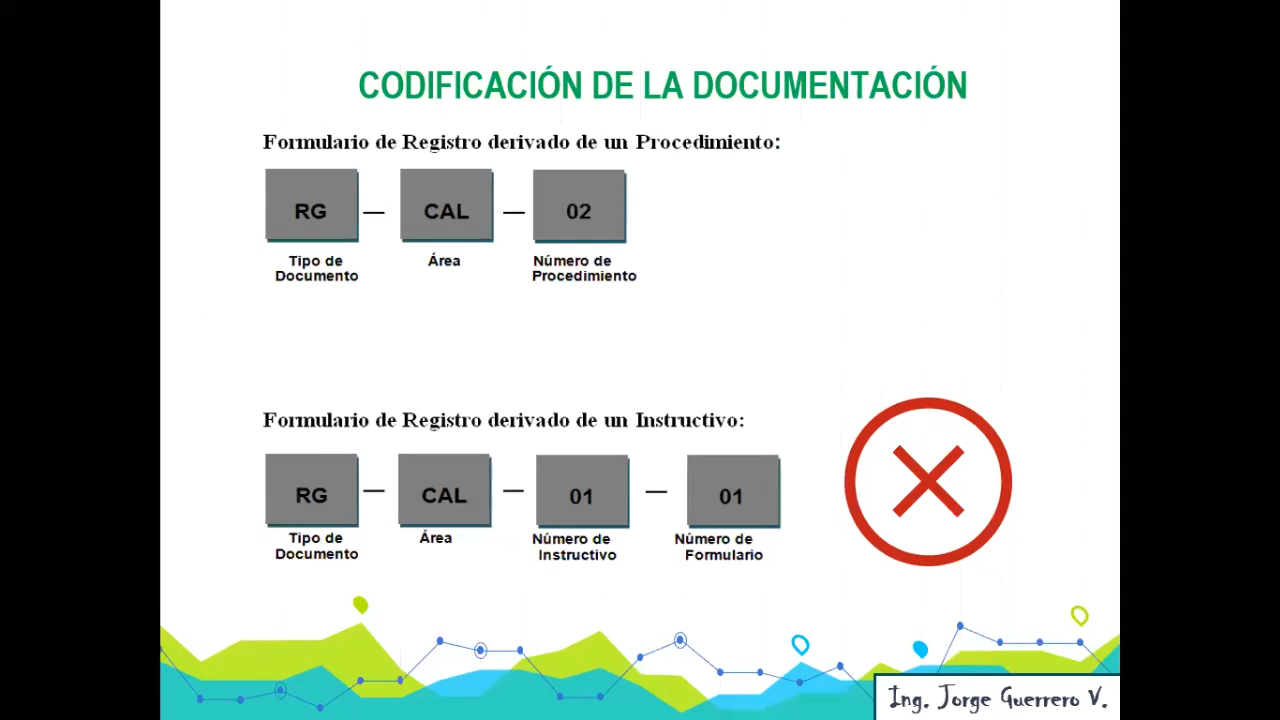 CODIFICACIÓN DE LA DOCUMENTACIÓN
Formulario de Registro derivado de un Procedimiento:
RG — CAL — 02
Tipo de Documento
Área
Número de Procedimiento
Formulario de Registro derivado de un Instructivo:
RG — CAL — 01 — 01
Tipo de Documento
Área
Número de Instructivo
Número de Formulario
Ing. Jorge Guerrero V.